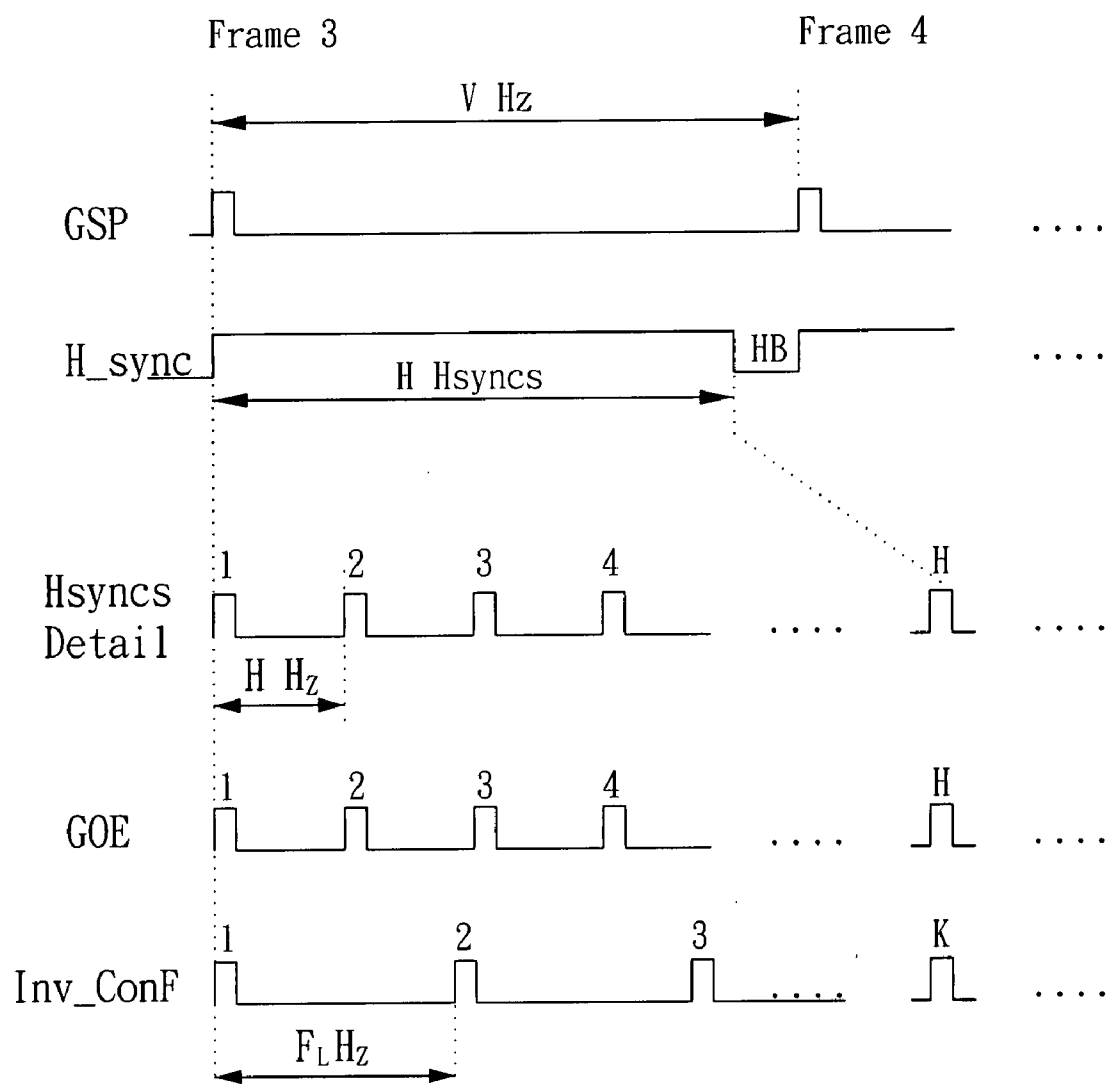 Frame 3 Frame 4
V Hz
GSP ....
H_sync HB ....
H Hsyncs
1 2 3 4 H
Hsyncs
Detail .... ....
H Hz
1 2 3 4 H
GOE .... ....
1 2 3 K
Inv_ConF .... ....
FL Hz